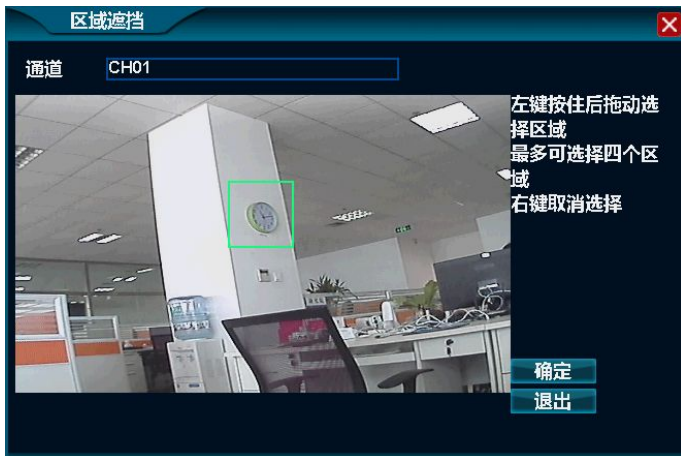 区域遮挡
通道 CH01
左键按住后拖动选
择区域
最多可选择四个区
域
右键取消选择
确定
退出